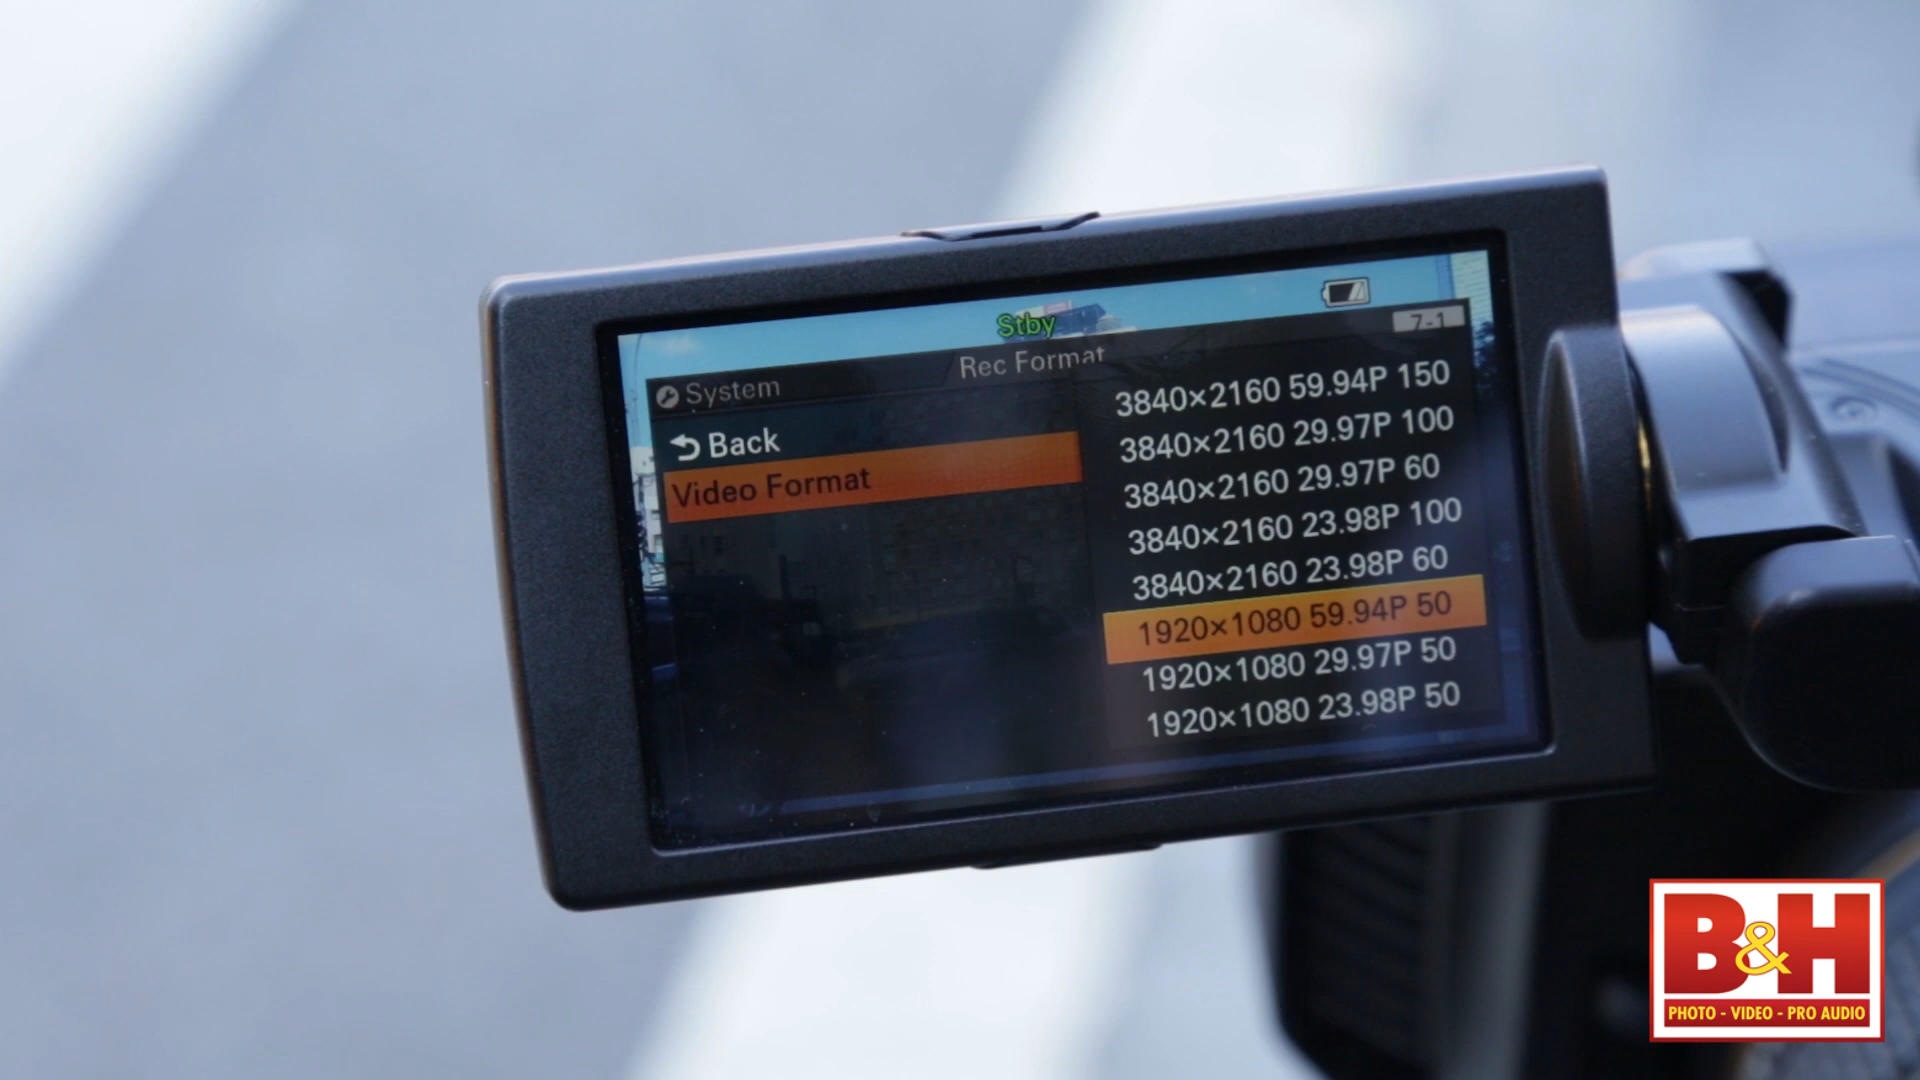 Stby
7-1
System
Rec Format
Back
Video Format
3840×2160 59.94P 150
3840×2160 29.97P 100
3840×2160 29.97P 60
3840×2160 23.98P 100
3840×2160 23.98P 60
1920×1080 59.94P 50
1920×1080 29.97P 50
1920×1080 23.98P 50
B&H
PHOTO - VIDEO - PRO AUDIO